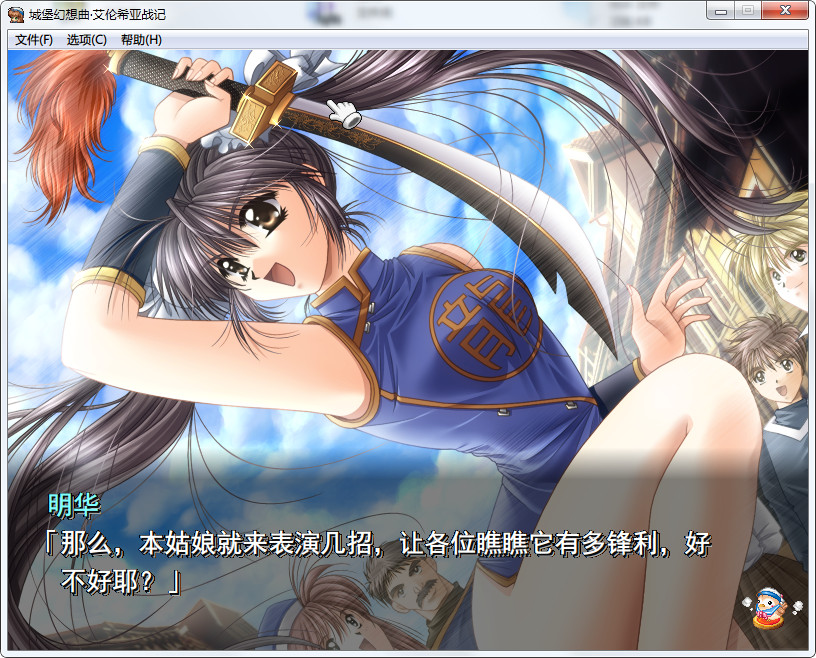 城堡幻想曲·艾伦希亚战记
文件(F) 选项(C) 帮助(H)
龍
明华
「那么，本姑娘就来表演几招，让各位瞧瞧它有多锋利，好
不好耶？」